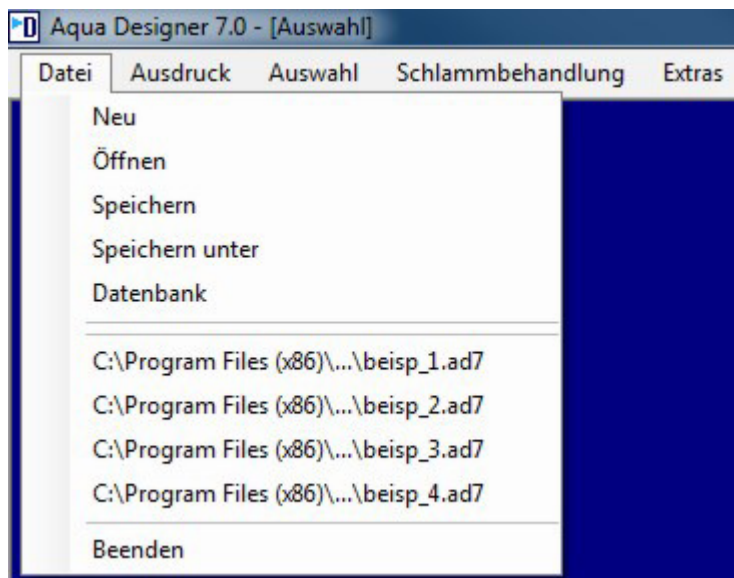 Aqua Designer 7.0 - [Auswahl]
Datei Ausdruck Auswahl Schlammbehandlung Extras
Neu
Öffnen
Speichern
Speichern unter
Datenbank
C:\Program Files (x86)\...\beisp_1.ad7
C:\Program Files (x86)\...\beisp_2.ad7
C:\Program Files (x86)\...\beisp_3.ad7
C:\Program Files (x86)\...\beisp_4.ad7
Beenden